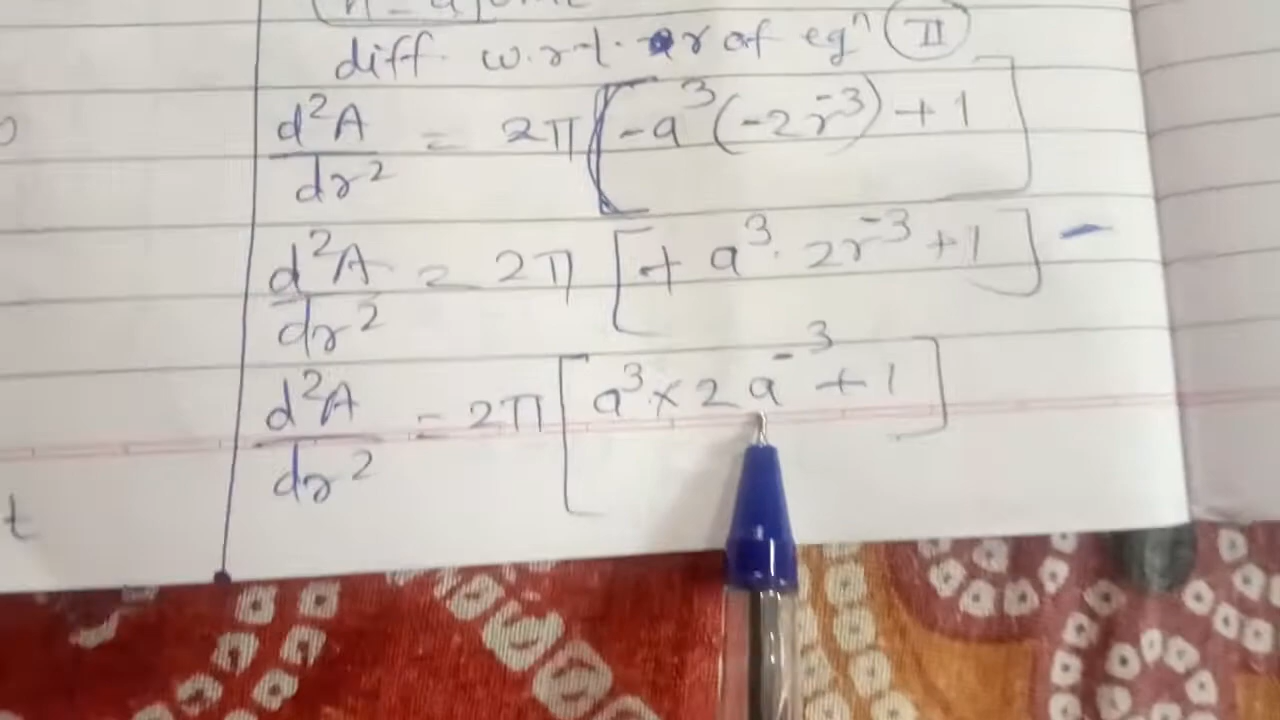 diff. w.r.t. r of eqⁿ II
d²A/dr² = 2π [-a³(-2r⁻³) + 1]
d²A/dr² = 2π [+ a³. 2r⁻³ + 1] -
d²A/dr² = 2π [a³ × 2a⁻³ + 1]
t